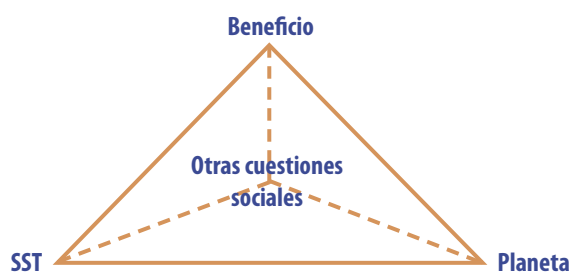 Beneficio
Otras cuestiones
sociales
SST
Planeta